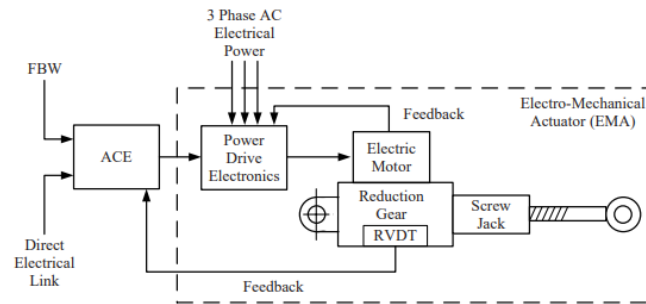 3 Phase AC
Electrical
Power
FBW
Electro-Mechanical
Actuator (EMA)
Feedback
ACE
Power
Drive
Electronics
Electric
Motor
Reduction
Gear
Screw
Jack
RVDT
Direct
Electrical
Link
Feedback